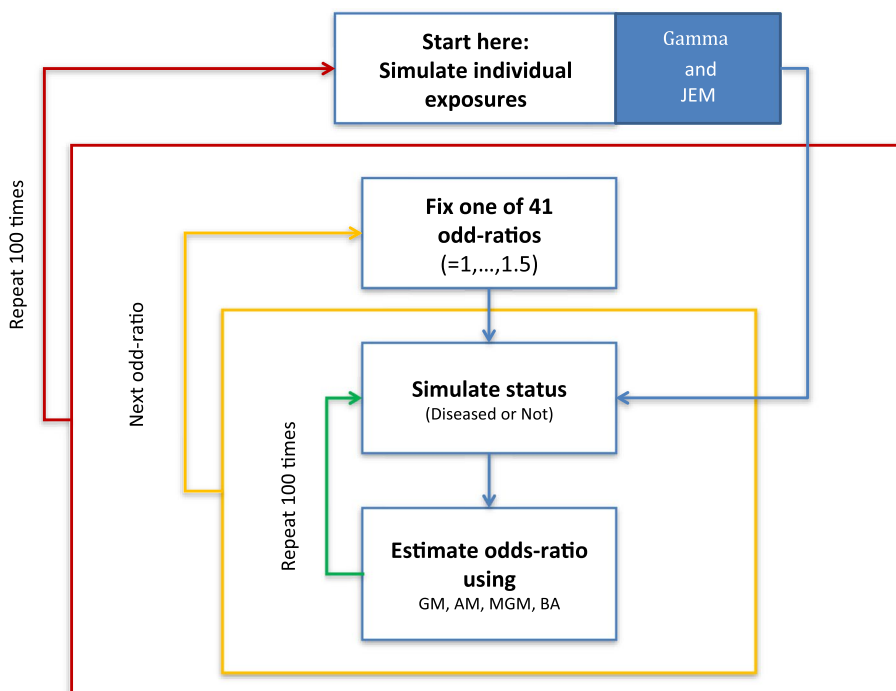 Start here:
Simulate individual
exposures
Gamma
and
JEM
Repeat 100 times
Fix one of 41
odd-ratios
(=1,...,1.5)
Next odd-ratio
Simulate status
(Diseased or Not)
Repeat 100 times
Estimate odds-ratio
using
GM, AM, MGM, BA